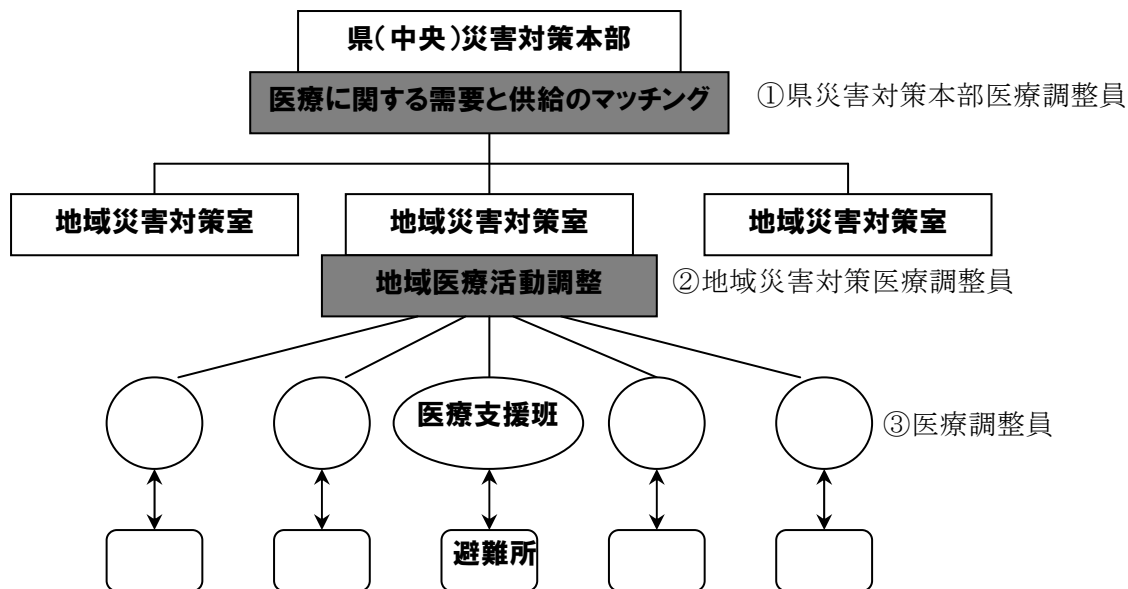 県（中央）災害対策本部
医療に関する需要と供給のマッチング
①県災害対策本部医療調整員
地域災害対策室
地域災害対策室
地域災害対策室
地域医療活動調整
②地域災害対策医療調整員
医療支援班
③医療調整員
避難所